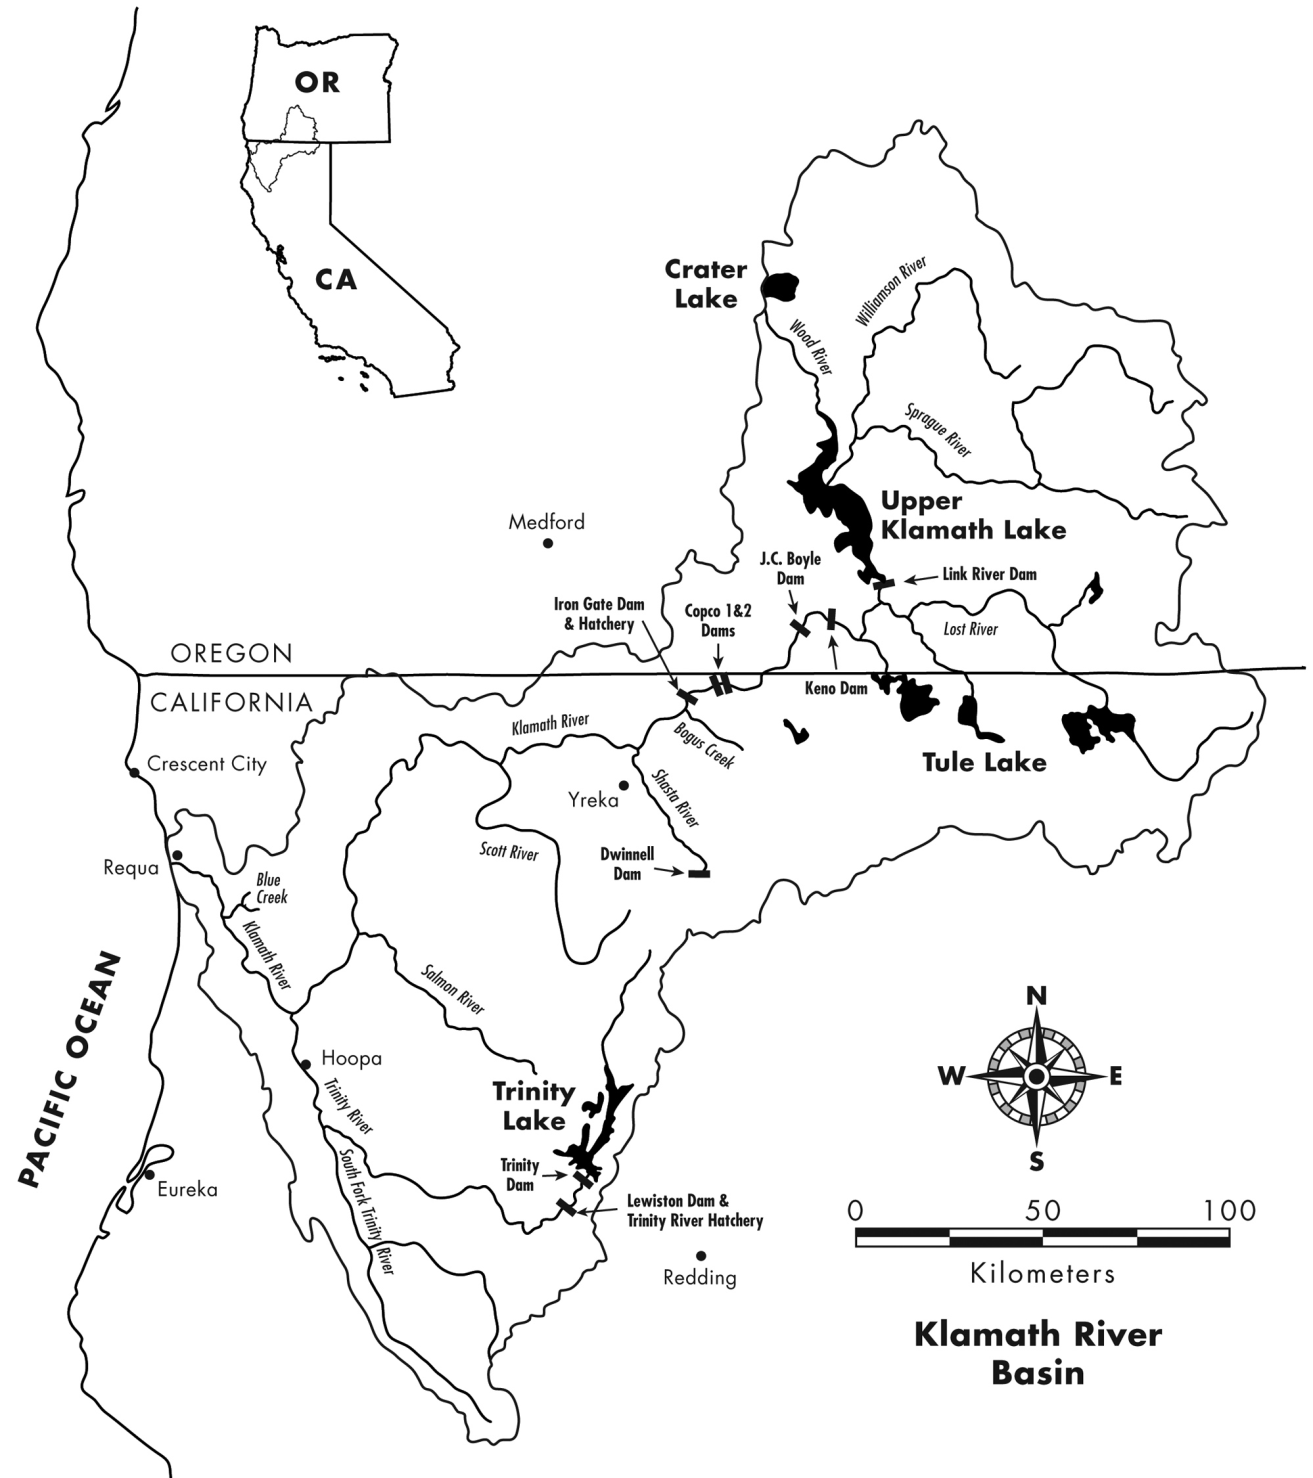 OR
CA
Crater
Lake
Wood River
Williamson River
Sprague River
Upper
Klamath Lake
Medford
J.C. Boyle
Dam
Link River Dam
Iron Gate Dam
& Hatchery
Copco 1&2
Dams
Lost River
OREGON
CALIFORNIA
Keno Dam
Klamath River
Bogus Creek
Tule Lake
Crescent City
Yreka
Shasta River
Scott River
Dwinnell
Dam
Requa
Blue
Creek
Klamath River
Salmon River
PACIFIC OCEAN
Hoopa
Trinity River
Trinity
Lake
South Fork Trinity River
Trinity
Dam
Eureka
Lewiston Dam &
Trinity River Hatchery
Redding
N
W
E
S
0 50 100
Kilometers
Klamath River
Basin